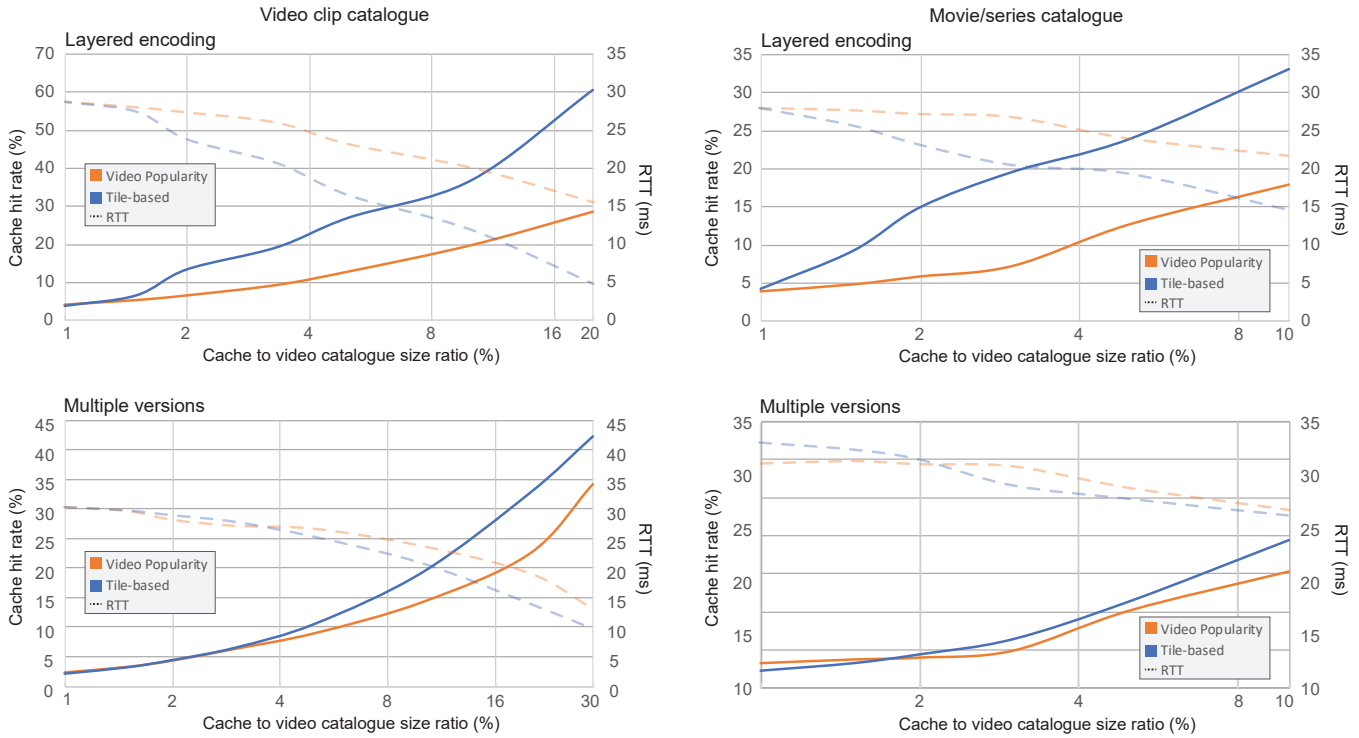 Video clip catalogue
Layered encoding
70
60
50
40
30
20
10
0
Cache hit rate (%)
35
30
25
20
15
10
5
0
RTT (ms)
Video Popularity
Tile-based
RTT
1 2 4 8 16 20
Cache to video catalogue size ratio (%)
Movie/series catalogue
Layered encoding
35
30
25
20
15
10
5
0
Cache hit rate (%)
35
30
25
20
15
10
5
0
RTT (ms)
Video Popularity
Tile-based
RTT
1 2 4 8 10
Cache to video catalogue size ratio (%)
Multiple versions
45
40
35
30
25
20
15
10
5
0
Cache hit rate (%)
45
40
35
30
25
20
15
10
5
0
RTT (ms)
Video Popularity
Tile-based
RTT
1 2 4 8 16 30
Cache to video catalogue size ratio (%)
Multiple versions
35
30
25
20
15
10
Cache hit rate (%)
35
30
25
20
15
10
RTT (ms)
Video Popularity
Tile-based
RTT
1 2 4 8 10
Cache to video catalogue size ratio (%)